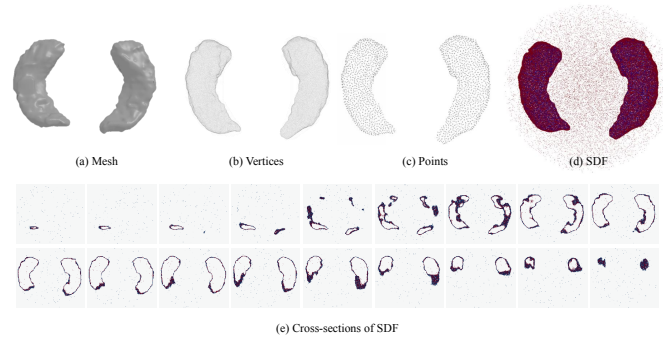 (a) Mesh
(b) Vertices
(c) Points
(d) SDF
(e) Cross-sections of SDF